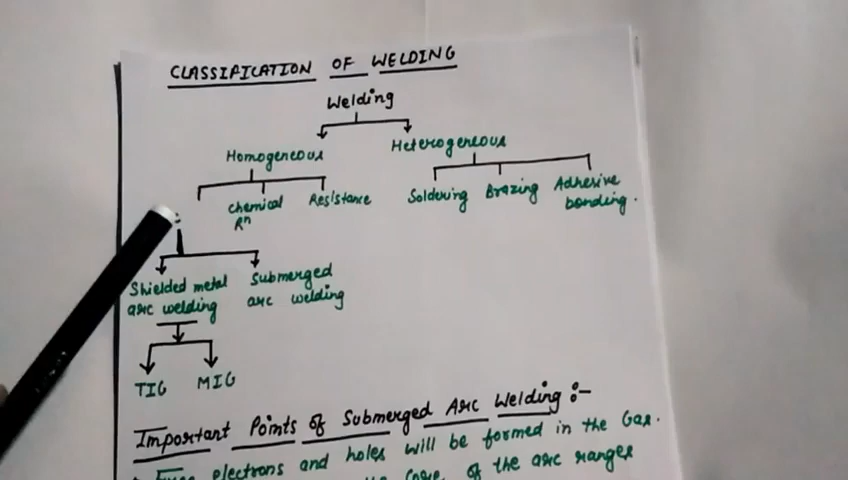 CLASSIFICATION OF WELDING
Welding
Homogeneous Heterogeneous
Chemical Rn Resistance Soldering Brazing Adhesive bonding.
Shielded metal arc welding Submerged arc welding
TIG MIG
Important Points of Submerged Arc Welding :-
electrons and holes will be formed in the Gas.
of the arc ranges